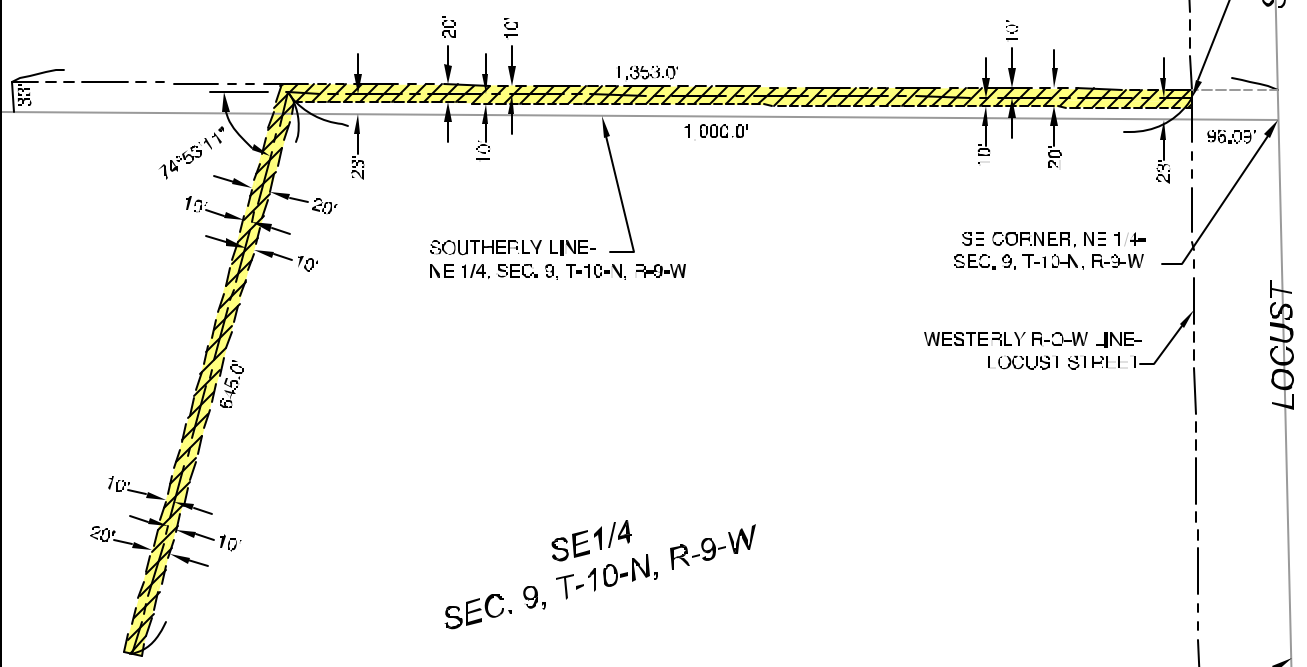 20'
10'
10'
1,353.0'
33'
1,000.0'
96.09'
74°53'11"
23'
10'
10'
20'
23'
10'
20'
10'
SOUTHERLY LINE-
NE 1/4, SEC. 9, T-10-N, R-9-W
SE CORNER, NE 1/4-
SEC. 9, T-10-N, R-9-W
WESTERLY R-O-W LINE-
LOCUST STREET
LOCUST
645.0'
10'
20'
10'
SE1/4
SEC. 9, T-10-N, R-9-W